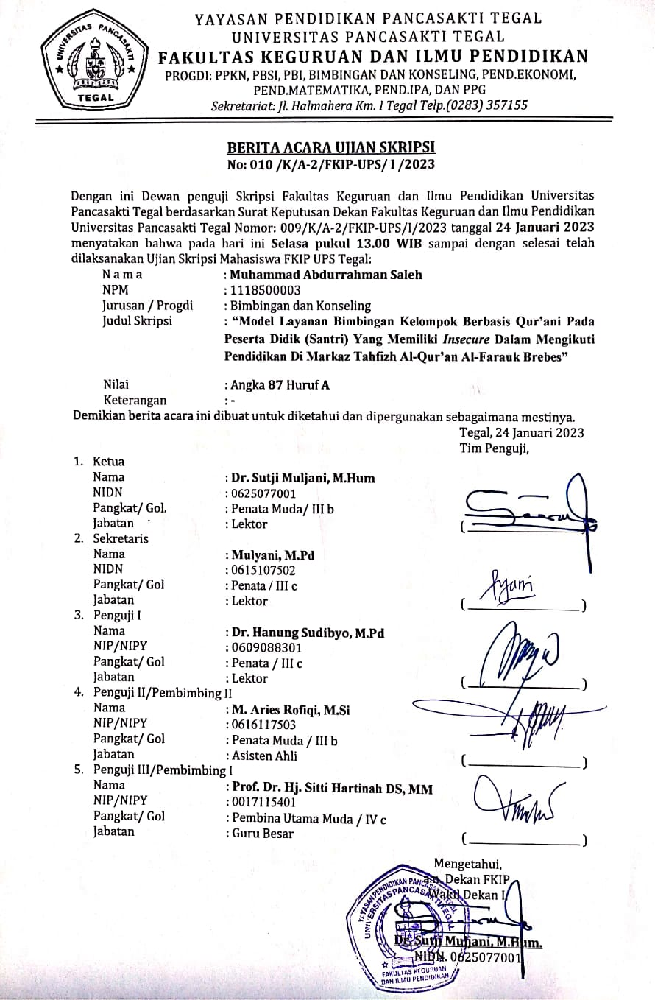 UNIVERSITAS PANCASAKTI
TEGAL
YAYASAN PENDIDIKAN PANCASAKTI TEGAL
UNIVERSITAS PANCASAKTI TEGAL
FAKULTAS KEGURUAN DAN ILMU PENDIDIKAN
PROGDI: PPKN, PBSI, PBI, BIMBINGAN DAN KONSELING, PEND.EKONOMI,
PEND.MATEMATIKA, PEND.IPA, DAN PPG
Sekretariat: Jl. Halmahera Km. I Tegal Telp.(0283) 357155
BERITA ACARA UJIAN SKRIPSI
No: 010 /K/A-2/FKIP-UPS/ I /2023
Dengan ini Dewan penguji Skripsi Fakultas Keguruan dan Ilmu Pendidikan Universitas
Pancasakti Tegal berdasarkan Surat Keputusan Dekan Fakultas Keguruan dan Ilmu Pendidikan
Universitas Pancasakti Tegal Nomor: 009/K/A-2/FKIP-UPS/I/2023 tanggal 24 Januari 2023
menyatakan bahwa pada hari ini Selasa pukul 13.00 WIB sampai dengan selesai telah
dilaksanakan Ujian Skripsi Mahasiswa FKIP UPS Tegal:
N a m a : Muhammad Abdurrahman Saleh
NPM : 1118500003
Jurusan / Progdi : Bimbingan dan Konseling
Judul Skripsi : “Model Layanan Bimbingan Kelompok Berbasis Qur’ani Pada
Peserta Didik (Santri) Yang Memiliki Insecure Dalam Mengikuti
Pendidikan Di Markaz Tahfizh Al-Qur’an Al-Farauk Brebes”
Nilai : Angka 87 Huruf A
Keterangan : -
Demikian berita acara ini dibuat untuk diketahui dan dipergunakan sebagaimana mestinya.
Tegal, 24 Januari 2023
Tim Penguji,
1. Ketua
Nama : Dr. Sutji Muljani, M.Hum
NIDN : 0625077001
Pangkat/ Gol. : Penata Muda/ III b
Jabatan : Lektor
2. Sekretaris
Nama : Mulyani, M.Pd
NIDN : 0615107502
Pangkat/ Gol : Penata / III c
Jabatan : Lektor
3. Penguji I
Nama : Dr. Hanung Sudibyo, M.Pd
NIP/NIPY : 0609088301
Pangkat/ Gol : Penata / III c
Jabatan : Lektor
4. Penguji II/Pembimbing II
Nama : M. Aries Rofiqi, M.Si
NIP/NIPY : 0616117503
Pangkat/ Gol : Penata Muda / III b
Jabatan : Asisten Ahli
5. Penguji III/Pembimbing I
Nama : Prof. Dr. Hj. Sitti Hartinah DS, MM
NIP/NIPY : 0017115401
Pangkat/ Gol : Pembina Utama Muda / IV c
Jabatan : Guru Besar
Mengetahui,
a.n. Dekan FKIP
Wakil Dekan I
Dr. Sutji Muljani, M.Hum.
NIDN. 0625077001
YAYASAN PENDIDIKAN PANCASAKTI TEGAL
UNIVERSITAS PANCASAKTI TEGAL
FAKULTAS KEGURUAN
DAN ILMU PENDIDIKAN